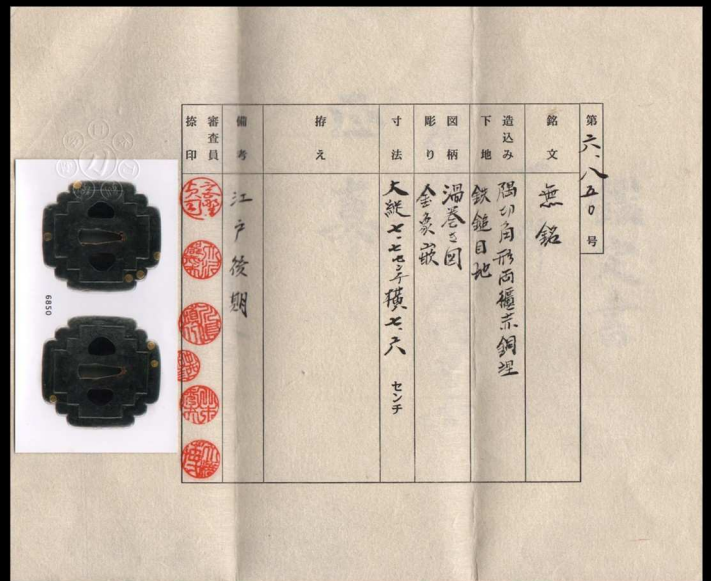 第六、八五〇号
銘文
無銘
造込み
下地
隅切角形両櫃赤銅埋
鉄鎚目地
図柄
彫り
渦巻き図
金象嵌
寸法
大縦七・七七ンチ横七、六 センチ
拵え
備考
江戸後期
審査員
捺印
6850